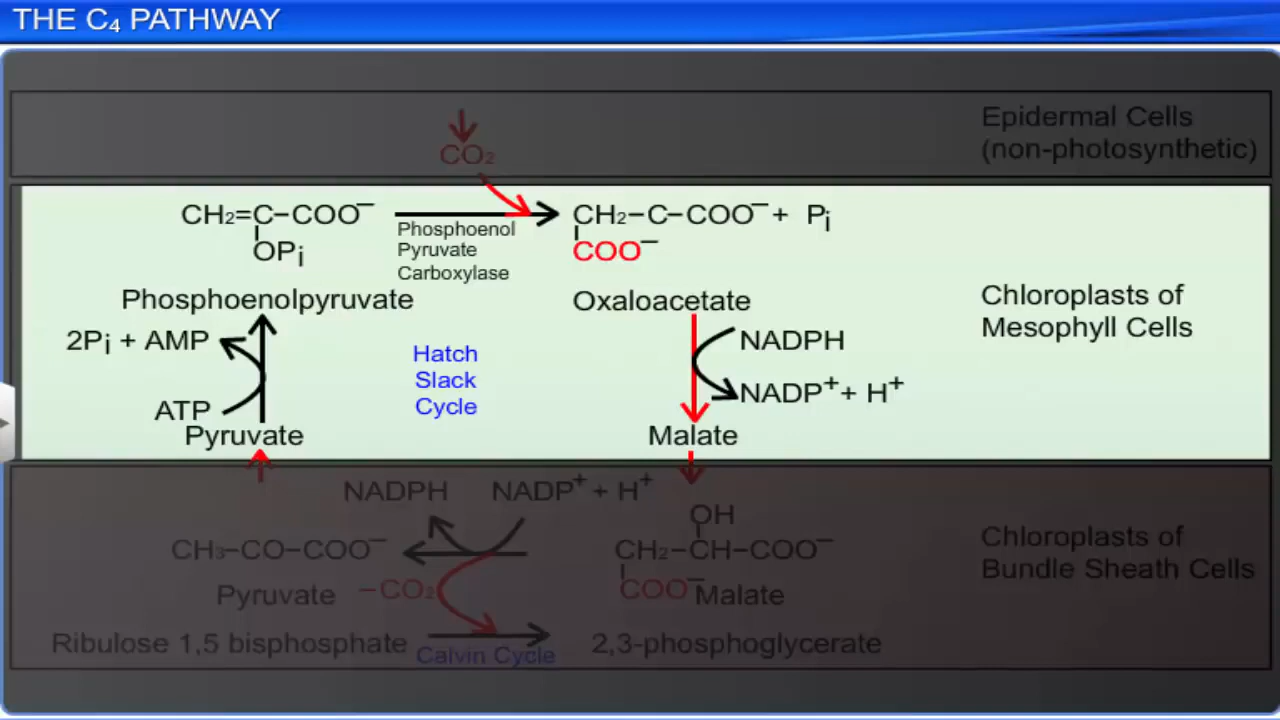 THE C₄ PATHWAY
Epidermal Cells
(non-photosynthetic)
CO₂
CH₂=C−COO⁻
OPi
Phosphoenol
Pyruvate
Carboxylase
CH₂−C−COO⁻ + Pi
COO⁻
Phosphoenolpyruvate
Oxaloacetate
Chloroplasts of
Mesophyll Cells
2Pi + AMP
NADPH
Hatch
Slack
Cycle
NADP⁺ + H⁺
ATP
Pyruvate
Malate
NADPH
NADP⁺ + H⁺
OH
CH₃−CO−COO⁻
CH₂−CH−COO⁻
Chloroplasts of
Bundle Sheath Cells
Pyruvate
−CO₂
COO⁻
Malate
Ribulose 1,5 bisphosphate
Calvin Cycle
2,3-phosphoglycerate